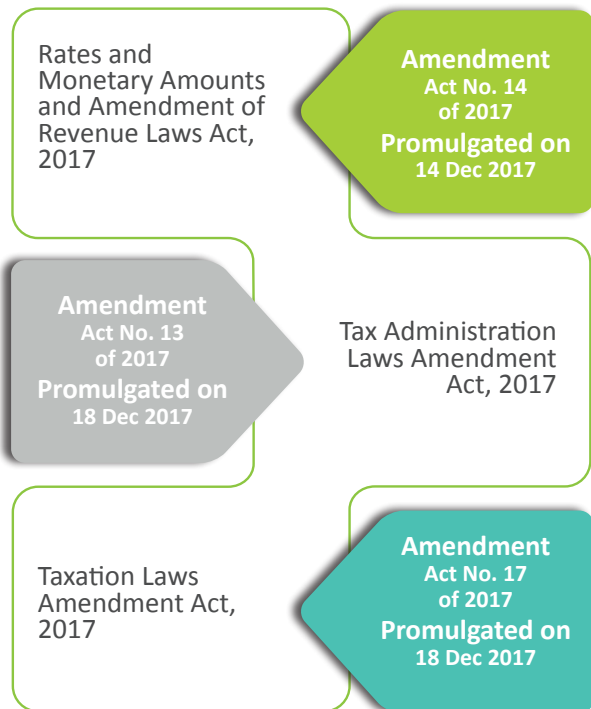 Rates and
Monetary Amounts
and Amendment of
Revenue Laws Act,
2017
Amendment
Act No. 14
of 2017
Promulgated on
14 Dec 2017
Amendment
Act No. 13
of 2017
Promulgated on
18 Dec 2017
Tax Administration
Laws Amendment
Act, 2017
Taxation Laws
Amendment Act,
2017
Amendment
Act No. 17
of 2017
Promulgated on
18 Dec 2017